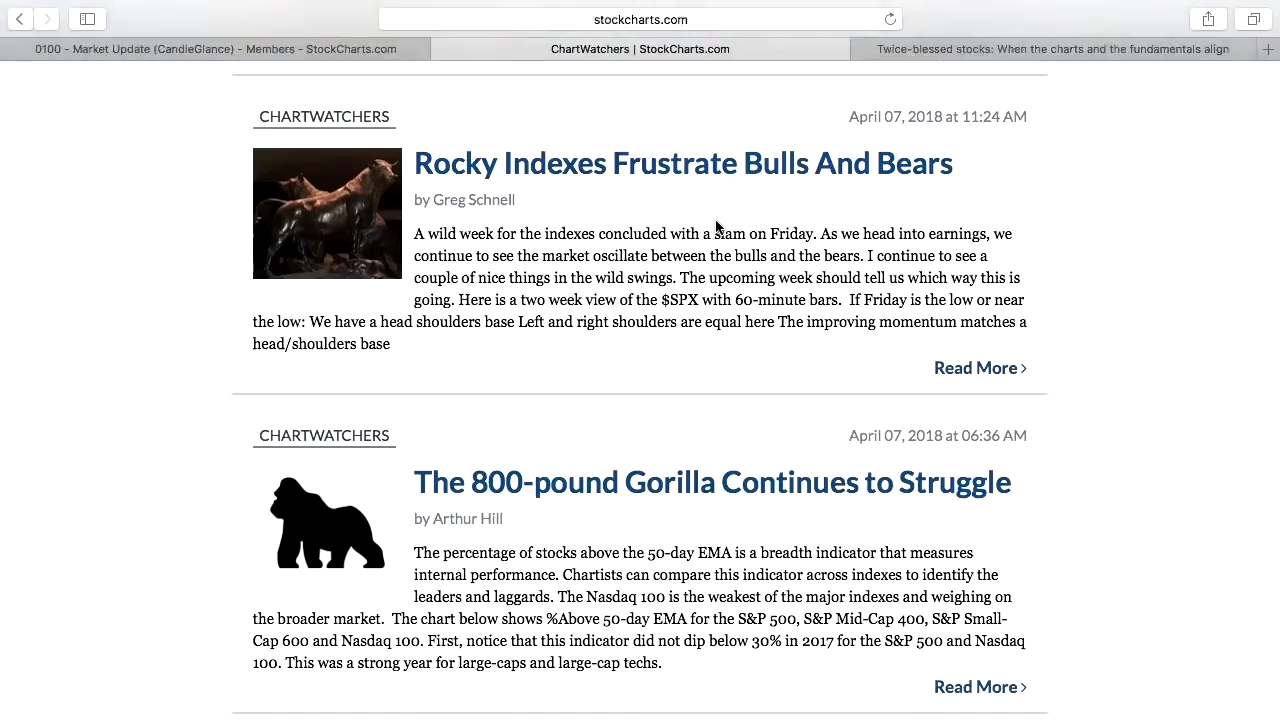 stockcharts.com
0100 - Market Update (CandleGlance) - Members - StockCharts.com
ChartWatchers | StockCharts.com
Twice-blessed stocks: When the charts and the fundamentals align
CHARTWATCHERS
April 07, 2018 at 11:24 AM
Rocky Indexes Frustrate Bulls And Bears
by Greg Schnell
A wild week for the indexes concluded with a slam on Friday. As we head into earnings, we
continue to see the market oscillate between the bulls and the bears. I continue to see a
couple of nice things in the wild swings. The upcoming week should tell us which way this is
going. Here is a two week view of the $SPX with 60-minute bars.  If Friday is the low or near
the low: We have a head shoulders base Left and right shoulders are equal here The improving momentum matches a
head/shoulders base
Read More
CHARTWATCHERS
April 07, 2018 at 06:36 AM
The 800-pound Gorilla Continues to Struggle
by Arthur Hill
The percentage of stocks above the 50-day EMA is a breadth indicator that measures
internal performance. Chartists can compare this indicator across indexes to identify the
leaders and laggards. The Nasdaq 100 is the weakest of the major indexes and weighing on
the broader market.  The chart below shows %Above 50-day EMA for the S&P 500, S&P Mid-Cap 400, S&P Small-
Cap 600 and Nasdaq 100. First, notice that this indicator did not dip below 30% in 2017 for the S&P 500 and Nasdaq
100. This was a strong year for large-caps and large-cap techs.
Read More